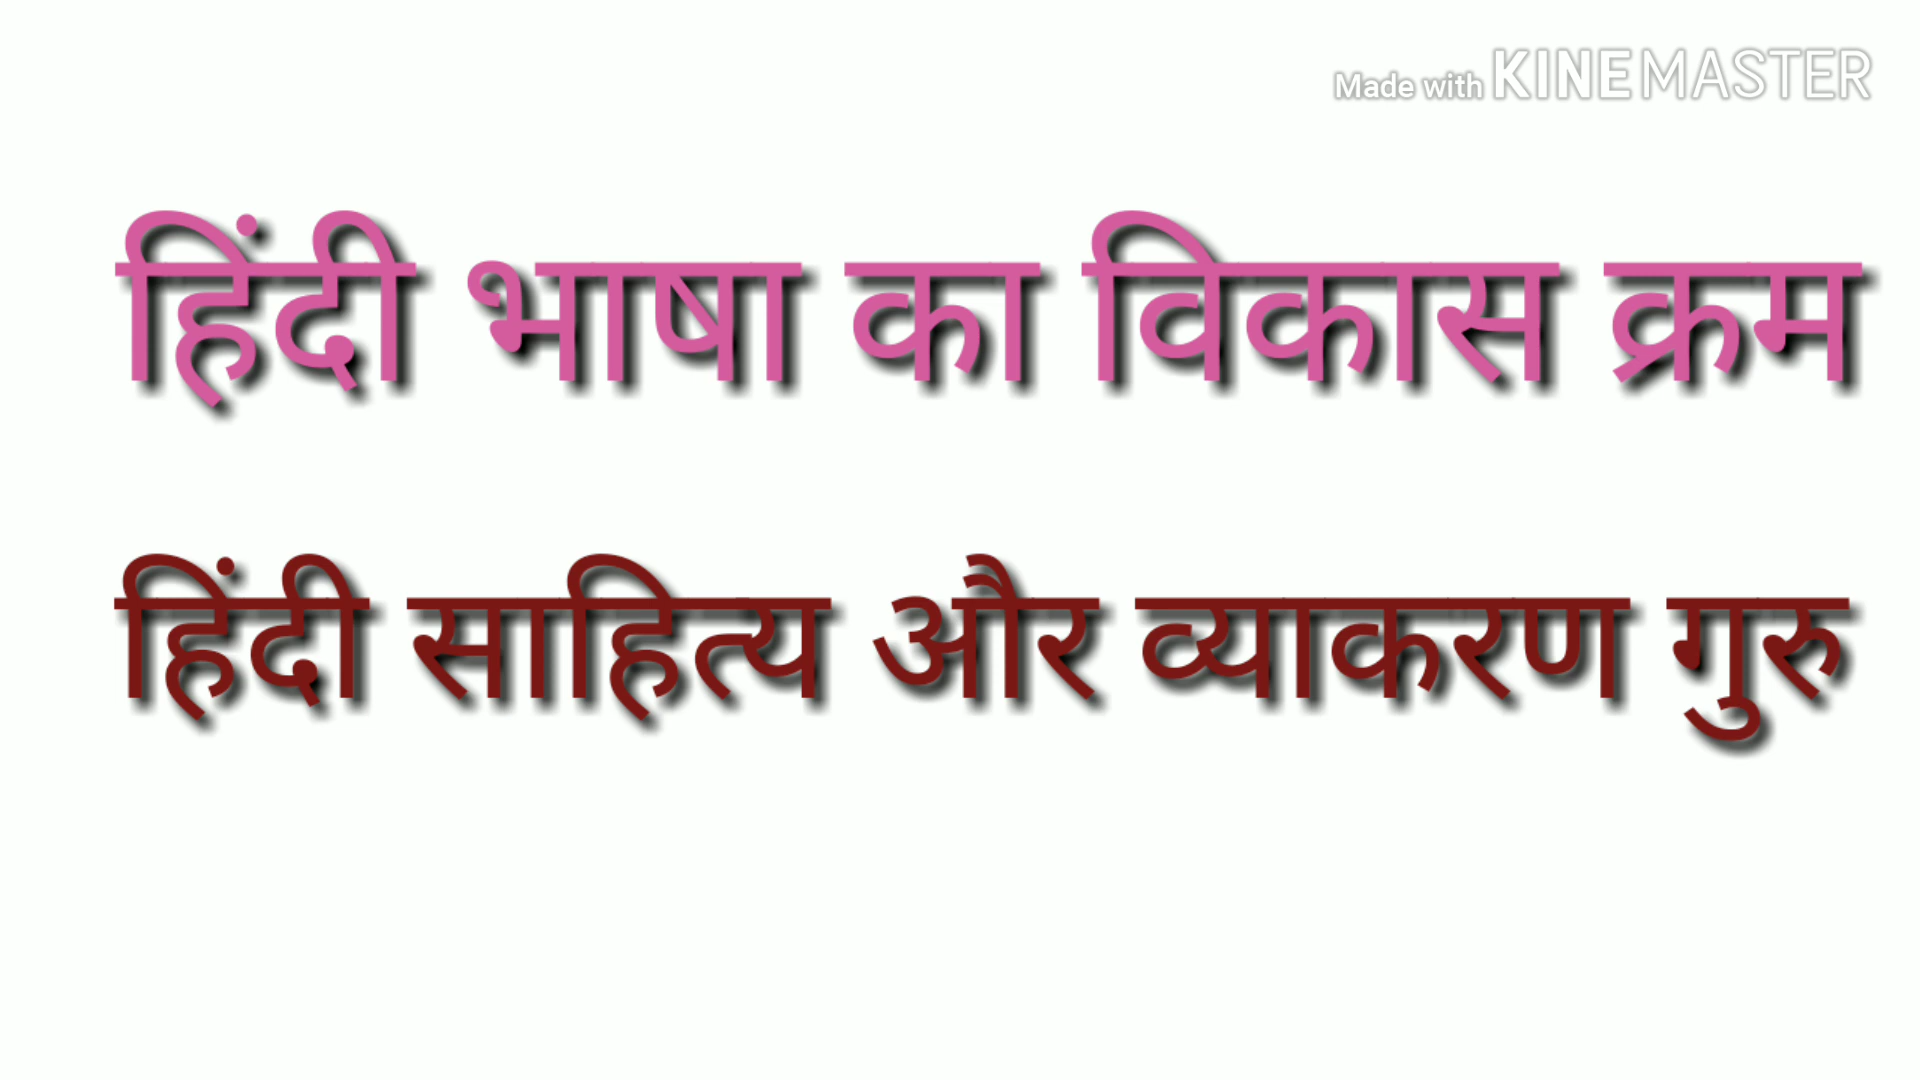 Made with KINEMASTER
हिंदी भाषा का विकास क्रम
हिंदी साहित्य और व्याकरण गुरु